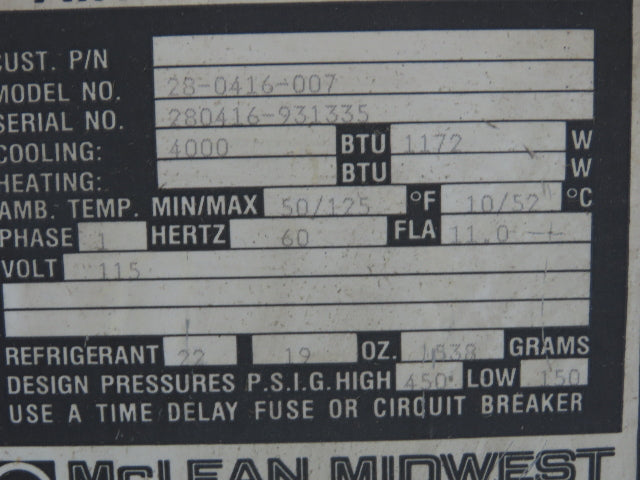 CUST. P/N
MODEL NO. 28-0416-007
SERIAL NO. 280416-931335
COOLING: 4000 BTU 1172 W
HEATING: BTU W
AMB. TEMP. MIN/MAX 50/125 °F 10/52 °C
PHASE 1 HERTZ 60 FLA 11.0
VOLT 115
REFRIGERANT 22 19 OZ. GRAMS
DESIGN PRESSURES P.S.I.G. HIGH 450 LOW 150
USE A TIME DELAY FUSE OR CIRCUIT BREAKER
McLEAN MIDWEST